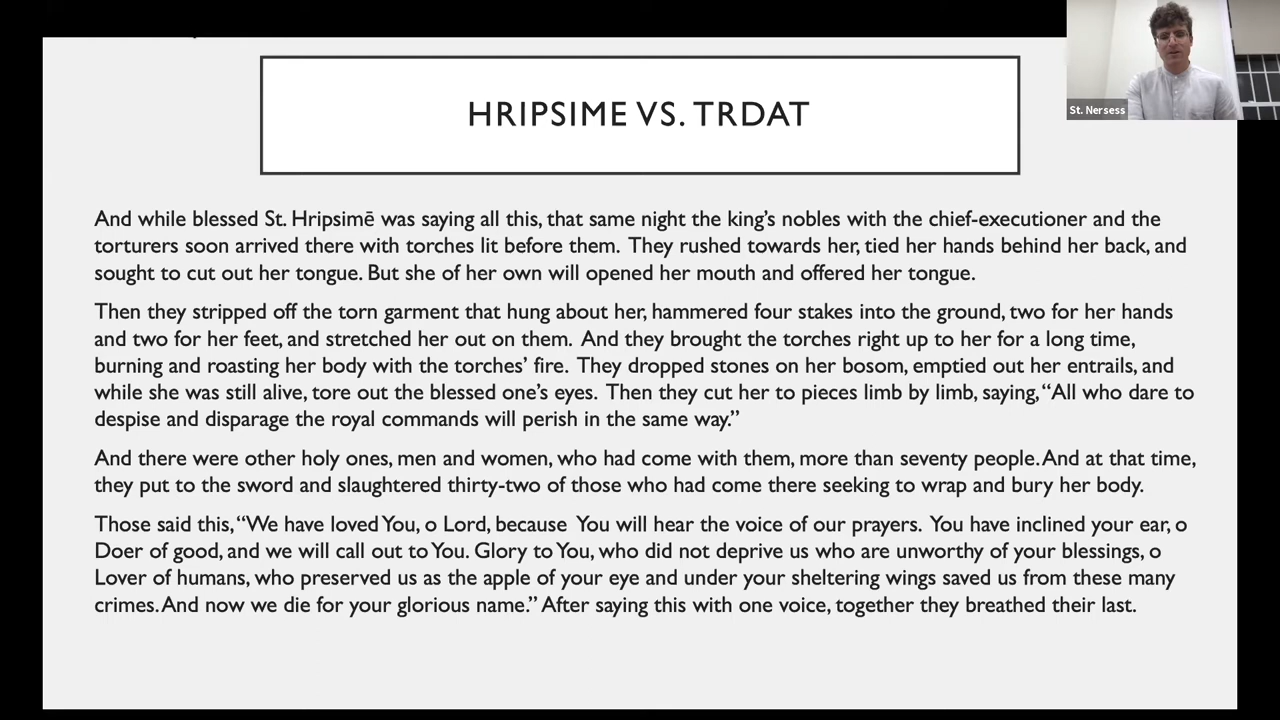 HRIPSIME VS. TRDAT
St. Nersess
And while blessed St. Hripsimē was saying all this, that same night the king’s nobles with the chief-executioner and the
torturers soon arrived there with torches lit before them. They rushed towards her, tied her hands behind her back, and
sought to cut out her tongue. But she of her own will opened her mouth and offered her tongue.
Then they stripped off the torn garment that hung about her, hammered four stakes into the ground, two for her hands
and two for her feet, and stretched her out on them. And they brought the torches right up to her for a long time,
burning and roasting her body with the torches’ fire. They dropped stones on her bosom, emptied out her entrails, and
while she was still alive, tore out the blessed one’s eyes. Then they cut her to pieces limb by limb, saying, “All who dare to
despise and disparage the royal commands will perish in the same way.”
And there were other holy ones, men and women, who had come with them, more than seventy people. And at that time,
they put to the sword and slaughtered thirty-two of those who had come there seeking to wrap and bury her body.
Those said this, “We have loved You, o Lord, because You will hear the voice of our prayers. You have inclined your ear, o
Doer of good, and we will call out to You. Glory to You, who did not deprive us who are unworthy of your blessings, o
Lover of humans, who preserved us as the apple of your eye and under your sheltering wings saved us from these many
crimes. And now we die for your glorious name.” After saying this with one voice, together they breathed their last.